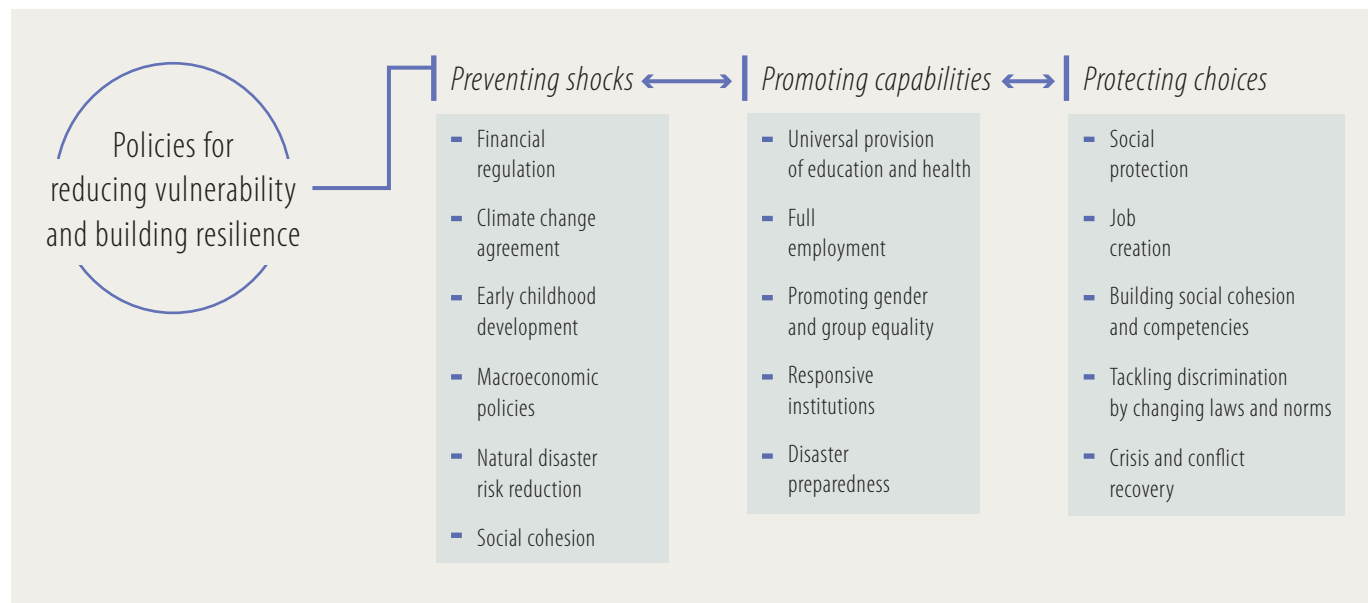 Policies for
reducing vulnerability
and building resilience
Preventing shocks
Financial
regulation
Climate change
agreement
Early childhood
development
Macroeconomic
policies
Natural disaster
risk reduction
Social cohesion
Promoting capabilities
Universal provision
of education and health
Full
employment
Promoting gender
and group equality
Responsive
institutions
Disaster
preparedness
Protecting choices
Social
protection
Job
creation
Building social cohesion
and competencies
Tackling discrimination
by changing laws and norms
Crisis and conflict
recovery